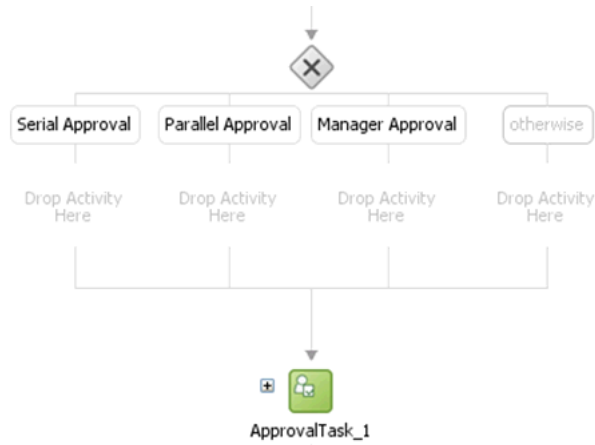 Serial Approval
Parallel Approval
Manager Approval
otherwise
Drop Activity
Here
Drop Activity
Here
Drop Activity
Here
Drop Activity
Here
ApprovalTask_1